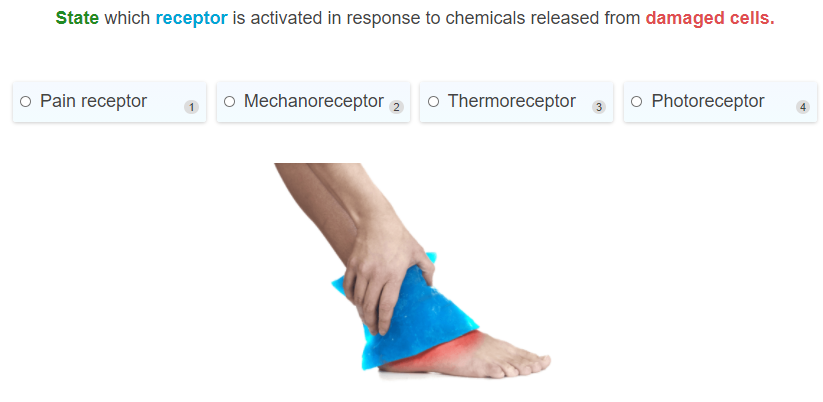 State which receptor is activated in response to chemicals released from damaged cells.
Pain receptor 1
Mechanoreceptor 2
Thermoreceptor 3
Photoreceptor 4